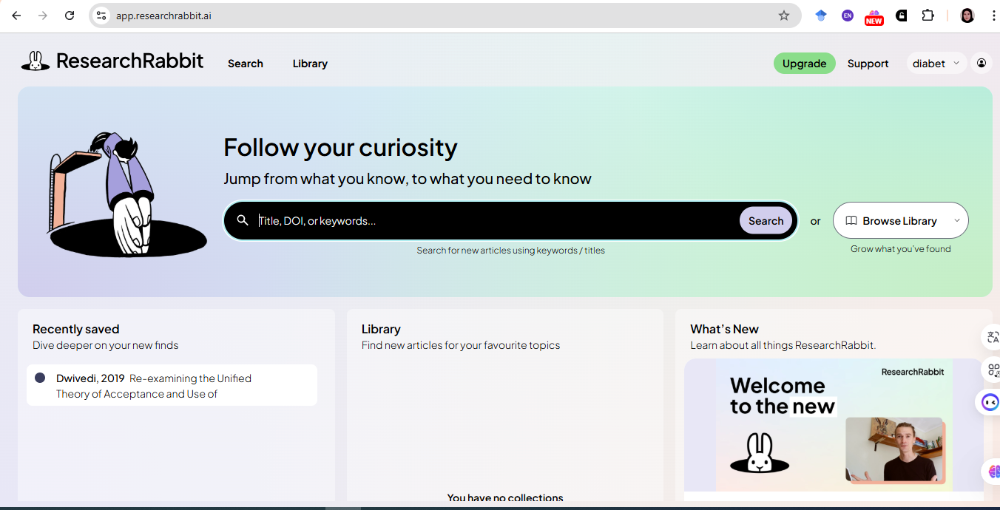 app.researchrabbit.ai
EN
NEW
ResearchRabbit
Search
Library
Upgrade
Support
diabet
Follow your curiosity
Jump from what you know, to what you need to know
Title, DOI, or keywords...
Search
or
Browse Library
Search for new articles using keywords / titles
Grow what you've found
Recently saved
Dive deeper on your new finds
Dwivedi, 2019 Re-examining the Unified
Theory of Acceptance and Use of
Library
Find new articles for your favourite topics
You have no collections
What's New
Learn about all things ResearchRabbit.
ResearchRabbit
Welcome
to the new